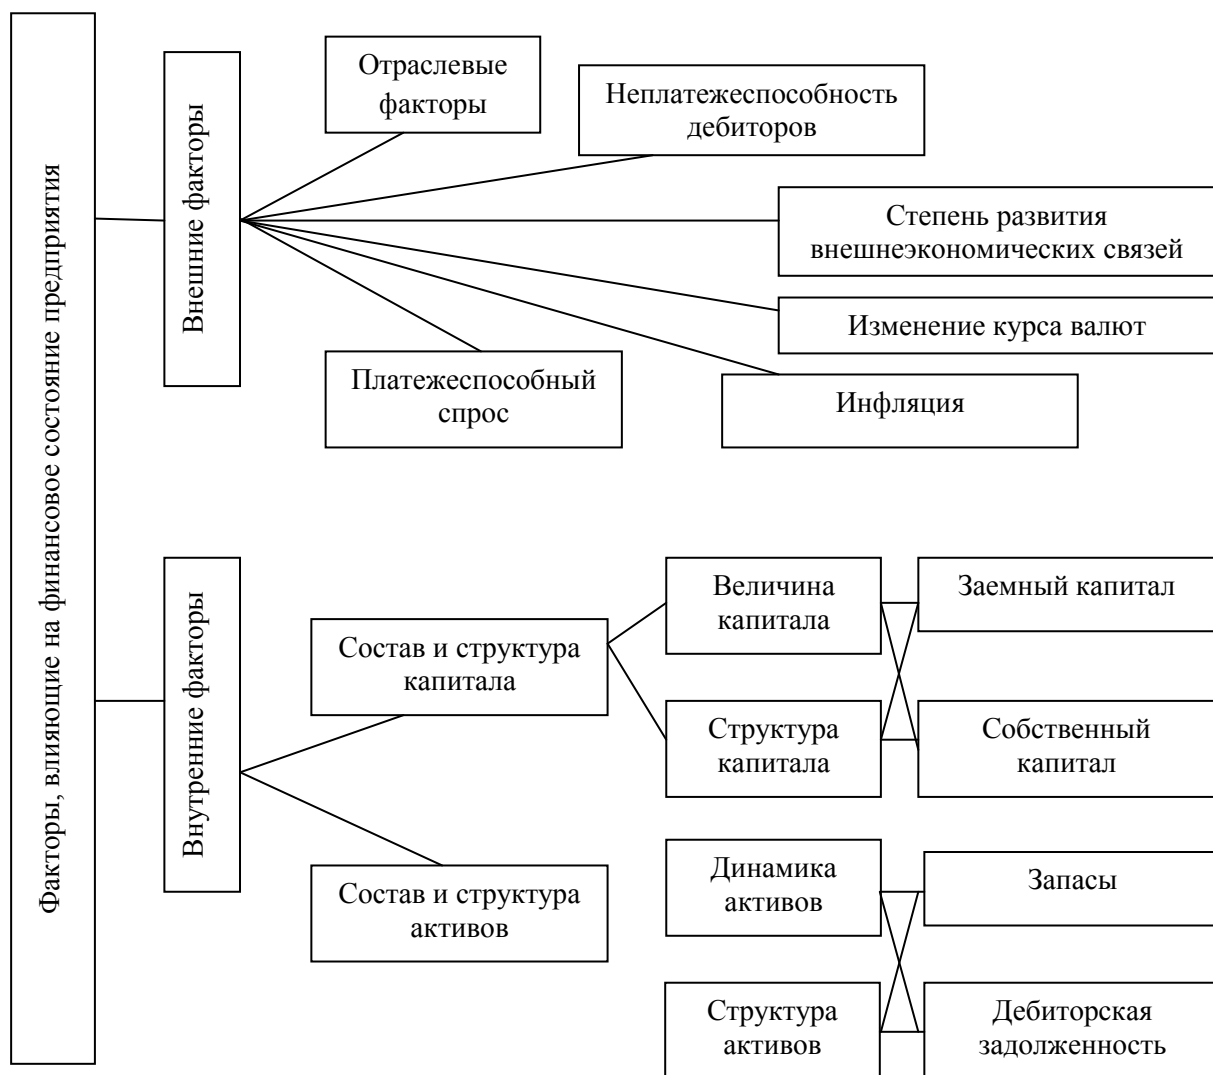 Факторы, влияющие на финансовое состояние предприятия
Внешние факторы
Отраслевые
факторы
Неплатежеспособность
дебиторов
Степень развития
внешнеэкономических связей
Изменение курса валют
Инфляция
Платежеспособный
спрос
Внутренние факторы
Состав и структура
капитала
Величина
капитала
Заемный капитал
Структура
капитала
Собственный
капитал
Состав и структура
активов
Динамика
активов
Запасы
Структура
активов
Дебиторская
задолженность